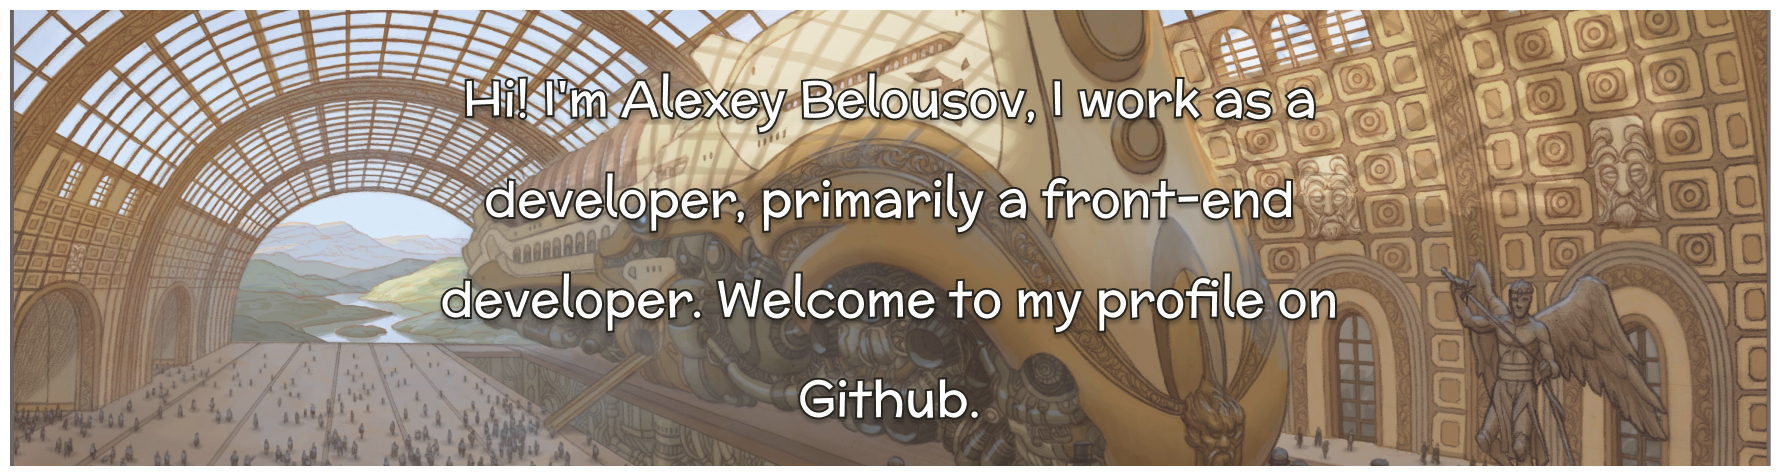 Hi! I'm Alexey Belousov, I work as a
developer, primarily a front-end
developer. Welcome to my profile on
Github.